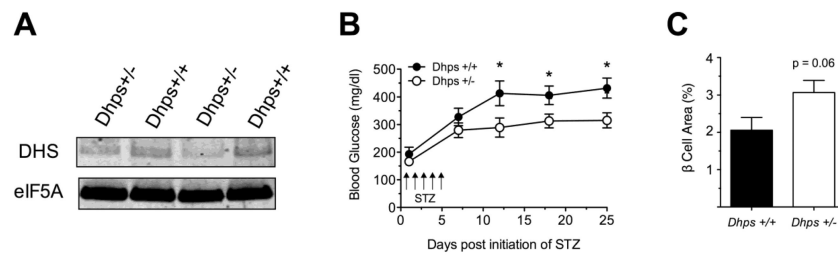 A
Dhps+/-
Dhps+/+
Dhps+/-
Dhps+/+
DHS
eIF5A
B
Dhps +/+
Dhps +/-
* * *
Blood Glucose (mg/dl)
500
400
300
200
100
0
STZ
0 5 10 15 20 25
Days post initiation of STZ
C
p = 0.06
β Cell Area (%)
4
3
2
1
Dhps +/+ Dhps +/-